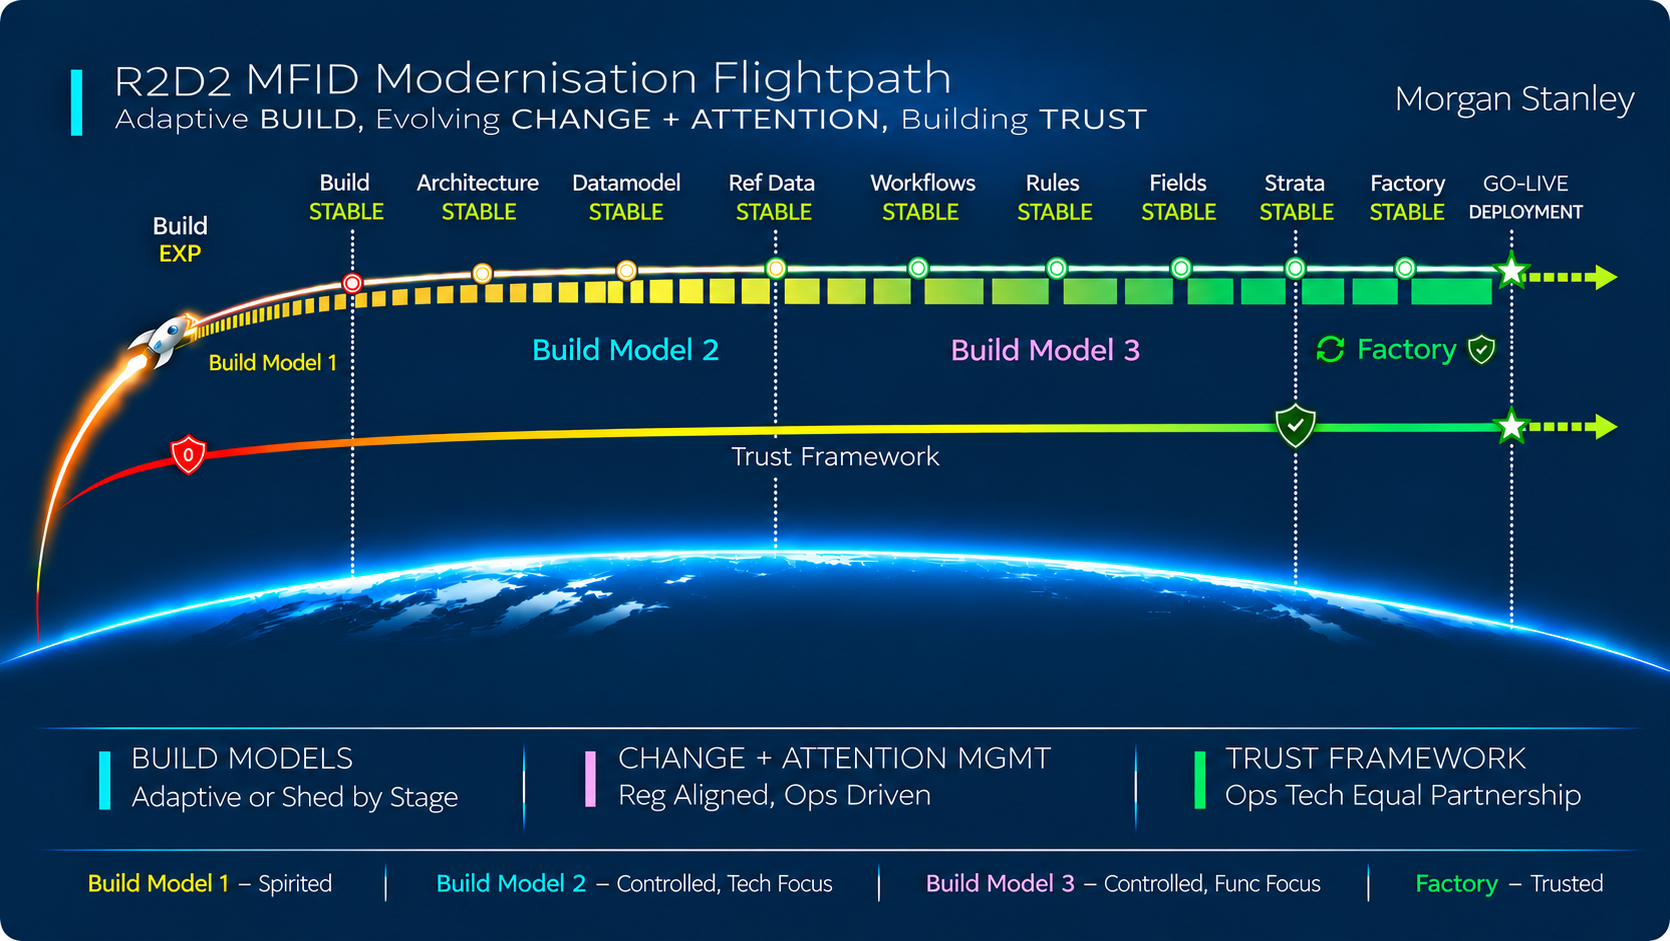 R2D2 MFID Modernisation Flightpath
Adaptive BUILD, Evolving CHANGE + ATTENTION, Building TRUST
Morgan Stanley
Build
EXP
Build
STABLE
Architecture
STABLE
Datamodel
STABLE
Ref Data
STABLE
Workflows
STABLE
Rules
STABLE
Fields
STABLE
Strata
STABLE
Factory
STABLE
GO-LIVE
DEPLOYMENT
Build Model 1
Build Model 2
Build Model 3
Factory
0
Trust Framework
BUILD MODELS
Adaptive or Shed by Stage
CHANGE + ATTENTION MGMT
Reg Aligned, Ops Driven
TRUST FRAMEWORK
Ops Tech Equal Partnership
Build Model 1 – Spirited
Build Model 2 – Controlled, Tech Focus
Build Model 3 – Controlled, Func Focus
Factory – Trusted